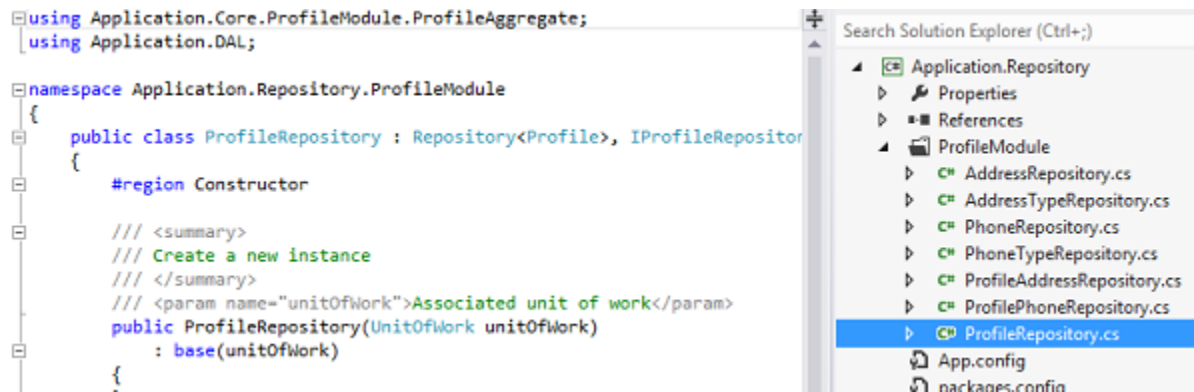 using Application.Core.ProfileModule.ProfileAggregate;
using Application.DAL;
namespace Application.Repository.ProfileModule
{
public class ProfileRepository : Repository<Profile>, IProfileRepositor
{
#region Constructor
/// <summary>
/// Create a new instance
/// </summary>
/// <param name="unitOfWork">Associated unit of work</param>
public ProfileRepository(UnitOfWork unitOfWork)
: base(unitOfWork)
{
Search Solution Explorer (Ctrl+;)
C# Application.Repository
Properties
References
ProfileModule
C# AddressRepository.cs
C# AddressTypeRepository.cs
C# PhoneRepository.cs
C# PhoneTypeRepository.cs
C# ProfileAddressRepository.cs
C# ProfilePhoneRepository.cs
C# ProfileRepository.cs
App.config
packages.config